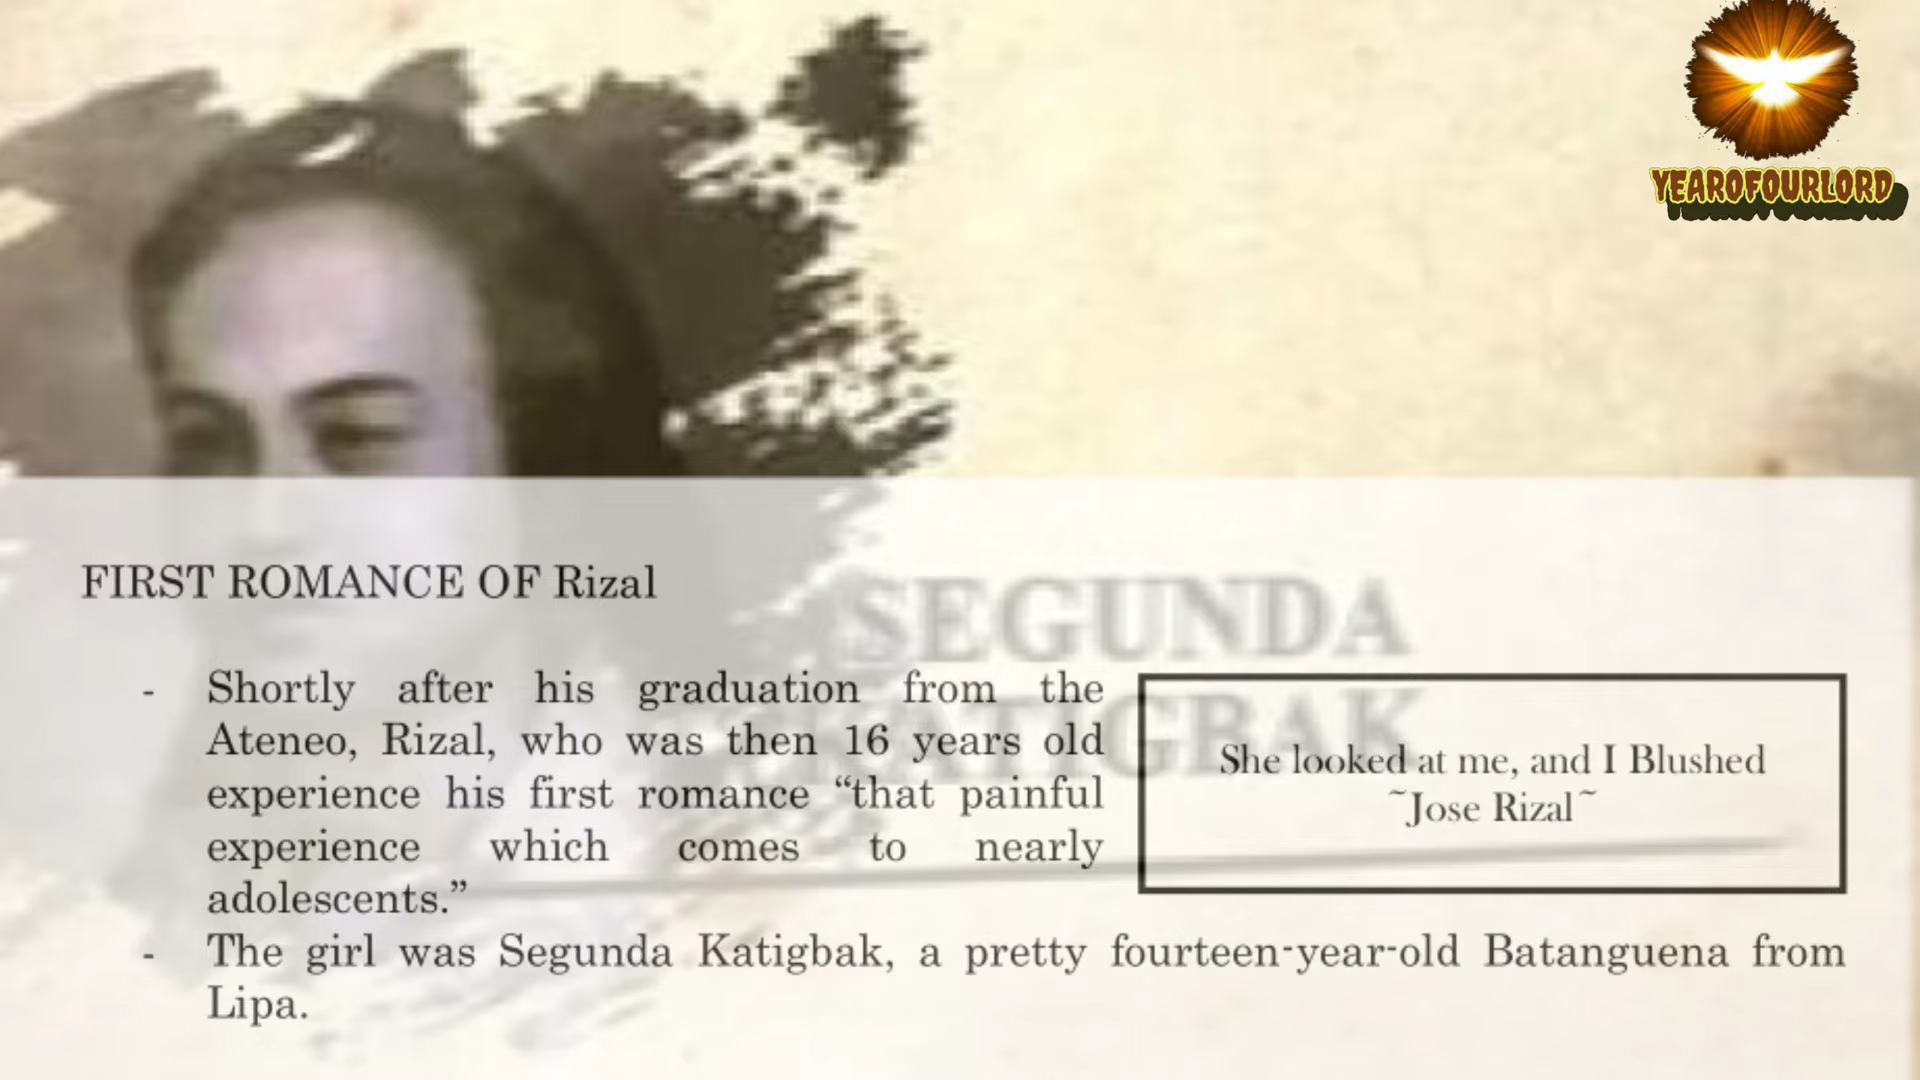 YEAROFOURLORD
FIRST ROMANCE OF Rizal
SEGUNDA
KATIGBAK
- Shortly after his graduation from the
Ateneo, Rizal, who was then 16 years old
experience his first romance “that painful
experience which comes to nearly
adolescents.”
She looked at me, and I Blushed
~Jose Rizal~
- The girl was Segunda Katigbak, a pretty fourteen-year-old Batanguena from
Lipa.